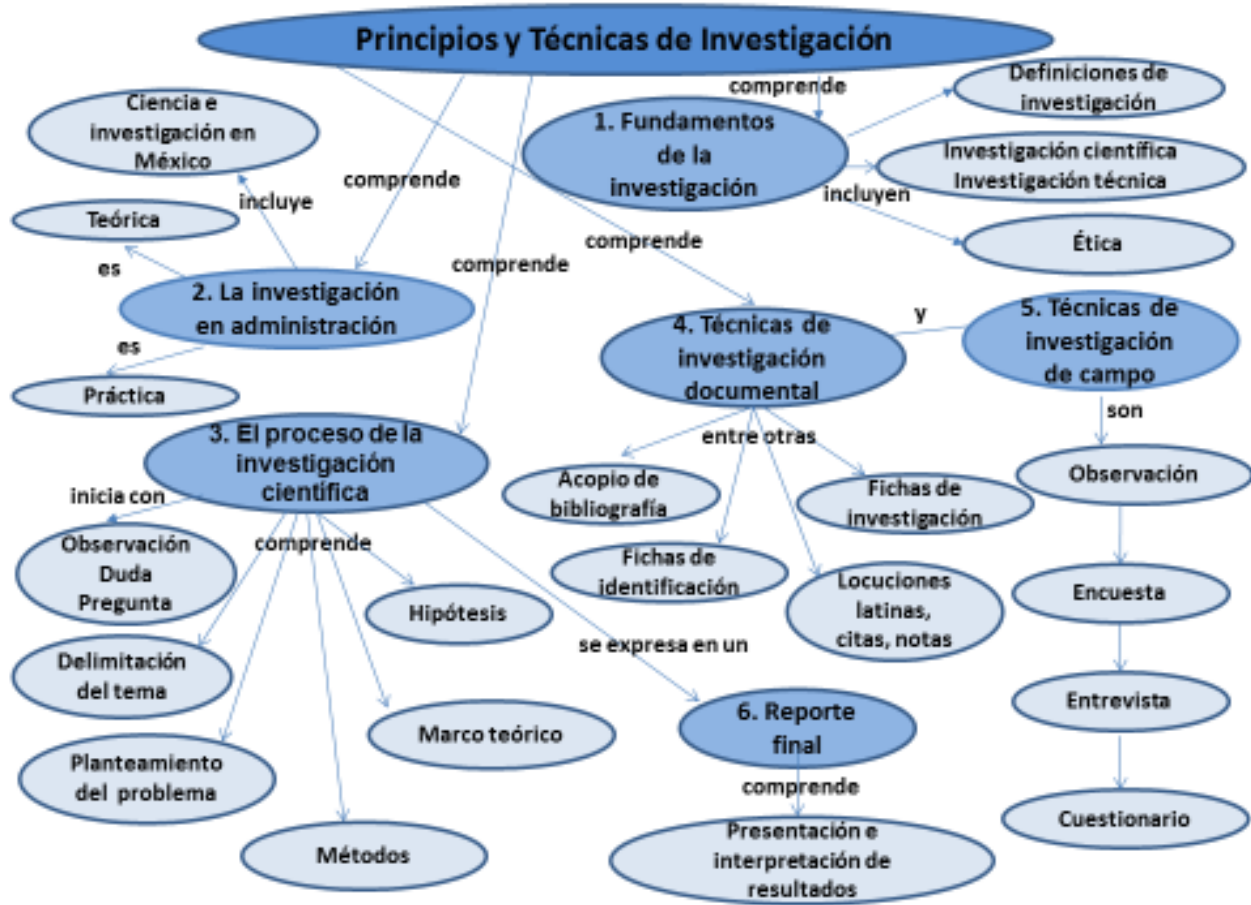 Principios y Técnicas de Investigación
comprende
1. Fundamentos
de la
investigación
Definiciones de
investigación
incluyen
Investigación científica
Investigación técnica
Ética
comprende
2. La investigación
en administración
incluye
Ciencia e
investigación en
México
es
Teórica
es
Práctica
comprende
3. El proceso de la
investigación
científica
inicia con
Observación
Duda
Pregunta
comprende
Delimitación
del tema
Planteamiento
del problema
Métodos
Marco teórico
Hipótesis
comprende
4. Técnicas de
investigación
documental
entre otras
Acopio de
bibliografía
Fichas de
identificación
Locuciones
latinas,
citas, notas
Fichas de
investigación
y
5. Técnicas de
investigación
de campo
son
Observación
Encuesta
Entrevista
Cuestionario
se expresa en un
6. Reporte
final
comprende
Presentación e
interpretación de
resultados